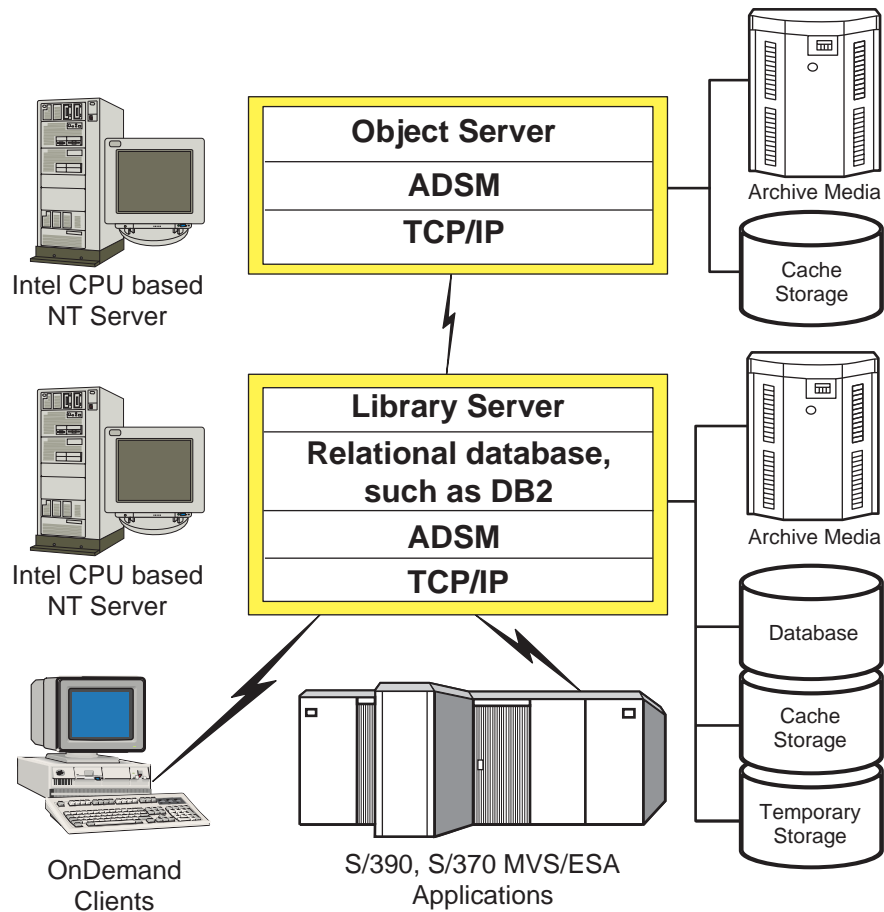 Object Server
ADSM
TCP/IP
Intel CPU based
NT Server
Archive Media
Cache
Storage
Library Server
Relational database,
such as DB2
ADSM
TCP/IP
Intel CPU based
NT Server
Archive Media
Database
Cache
Storage
Temporary
Storage
OnDemand
Clients
S/390, S/370 MVS/ESA
Applications